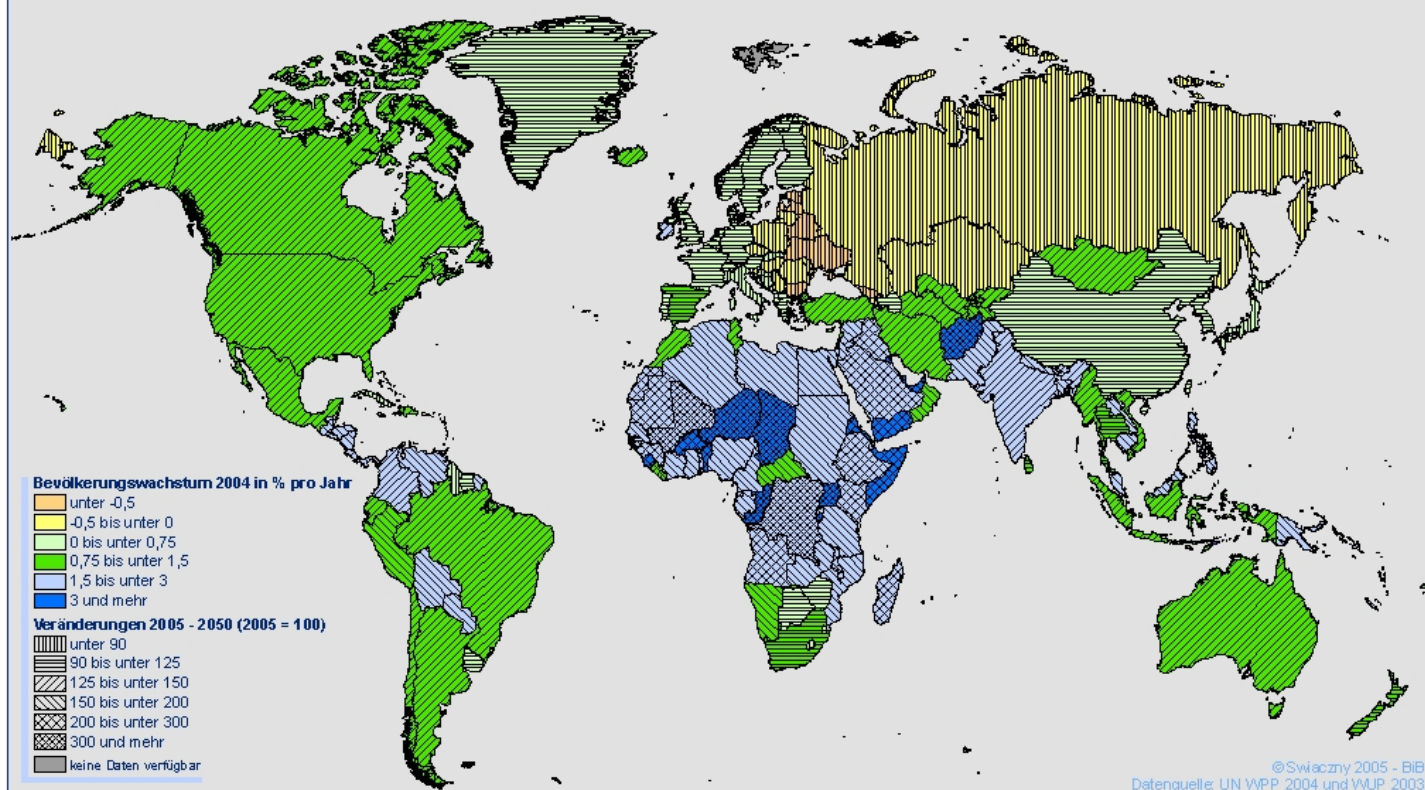 Bevölkerungswachstum 2004 in % pro Jahr
unter -0,5
-0,5 bis unter 0
0 bis unter 0,75
0,75 bis unter 1,5
1,5 bis unter 3
3 und mehr
Veränderungen 2005 - 2050 (2005 = 100)
unter 90
90 bis unter 125
125 bis unter 150
150 bis unter 200
200 bis unter 300
300 und mehr
keine Daten verfügbar
©Swiaczny 2005 - BiB
Datenquelle: UN WPP 2004 und WUP 2003